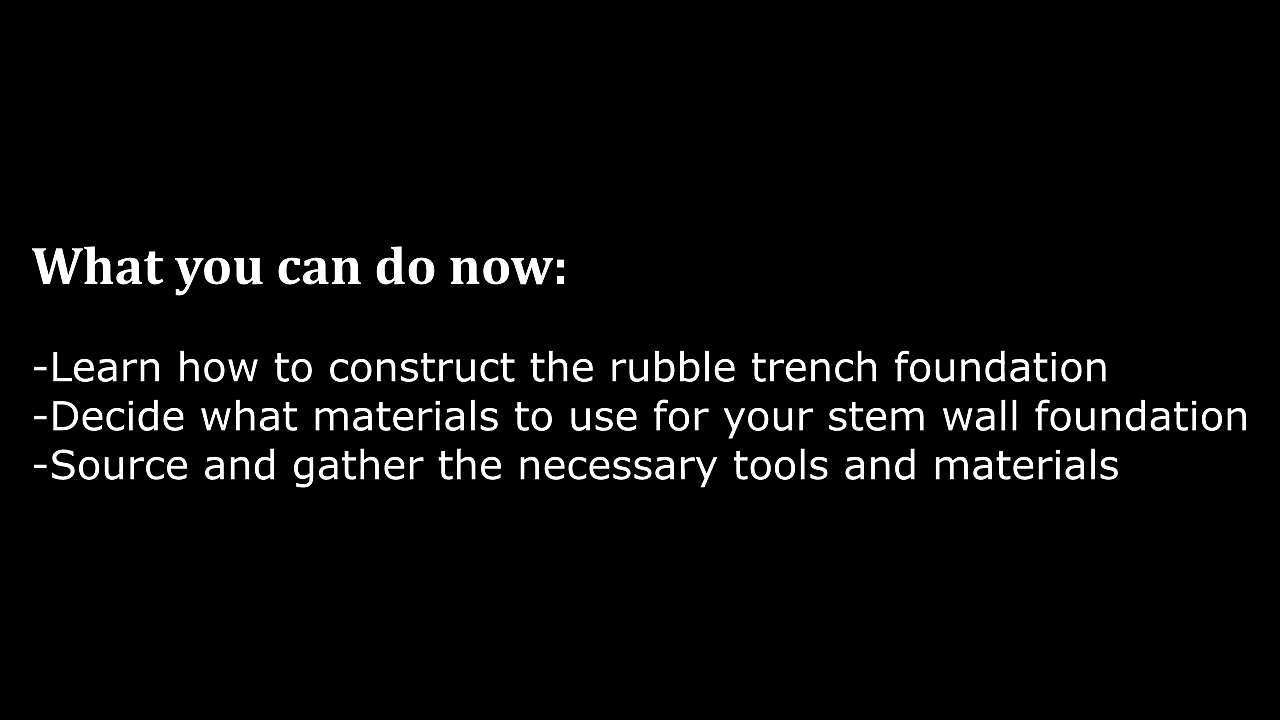 What you can do now:
-Learn how to construct the rubble trench foundation
-Decide what materials to use for your stem wall foundation
-Source and gather the necessary tools and materials